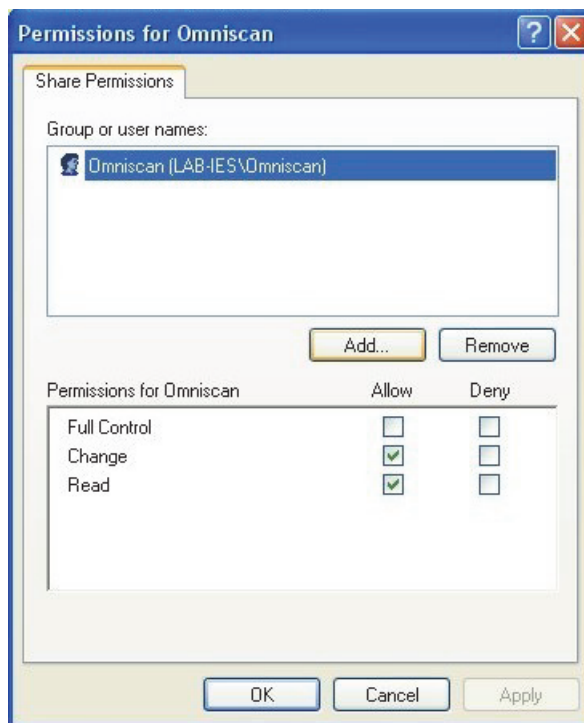 Permissions for Omniscan
Share Permissions
Group or user names:
Omniscan (LAB-IES\Omniscan)
Add... Remove
Permissions for Omniscan Allow Deny
Full Control
Change
Read
OK Cancel Apply